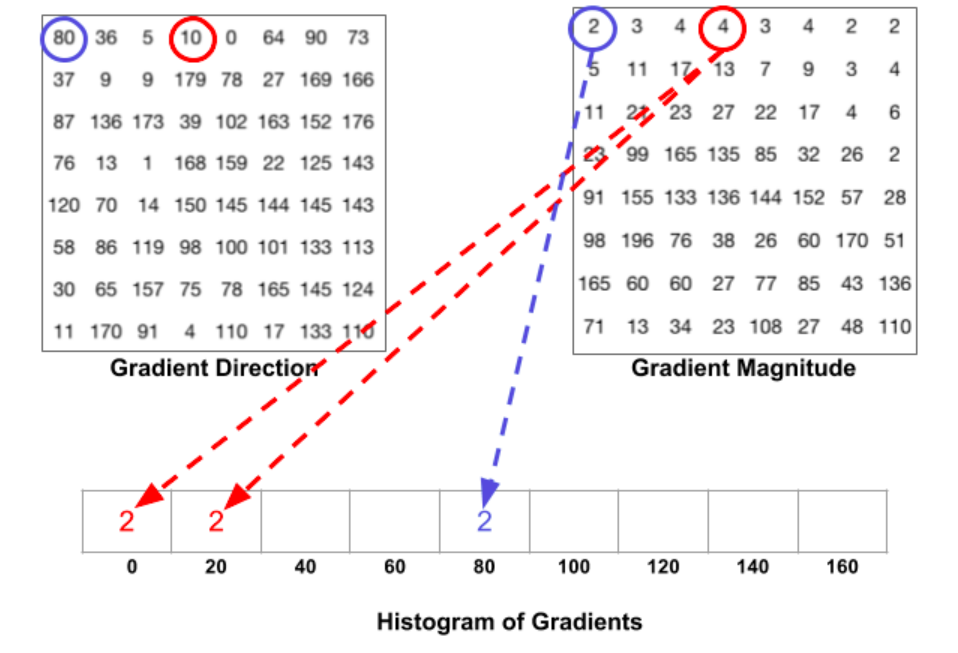 80 36 5 10 0 64 90 73
37 9 9 179 78 27 169 166
87 136 173 39 102 163 152 176
76 13 1 168 159 22 125 143
120 70 14 150 145 144 145 143
58 86 119 98 100 101 133 113
30 65 157 75 78 165 145 124
11 170 91 4 110 17 133 110
Gradient Direction
2 3 4 4 3 4 2 2
5 11 17 13 7 9 3 4
11 21 23 27 22 17 4 6
23 99 165 135 85 32 26 2
91 155 133 136 144 152 57 28
98 196 76 38 26 60 170 51
165 60 60 27 77 85 43 136
71 13 34 23 108 27 48 110
Gradient Magnitude
2 2 2
0 20 40 60 80 100 120 140 160
Histogram of Gradients